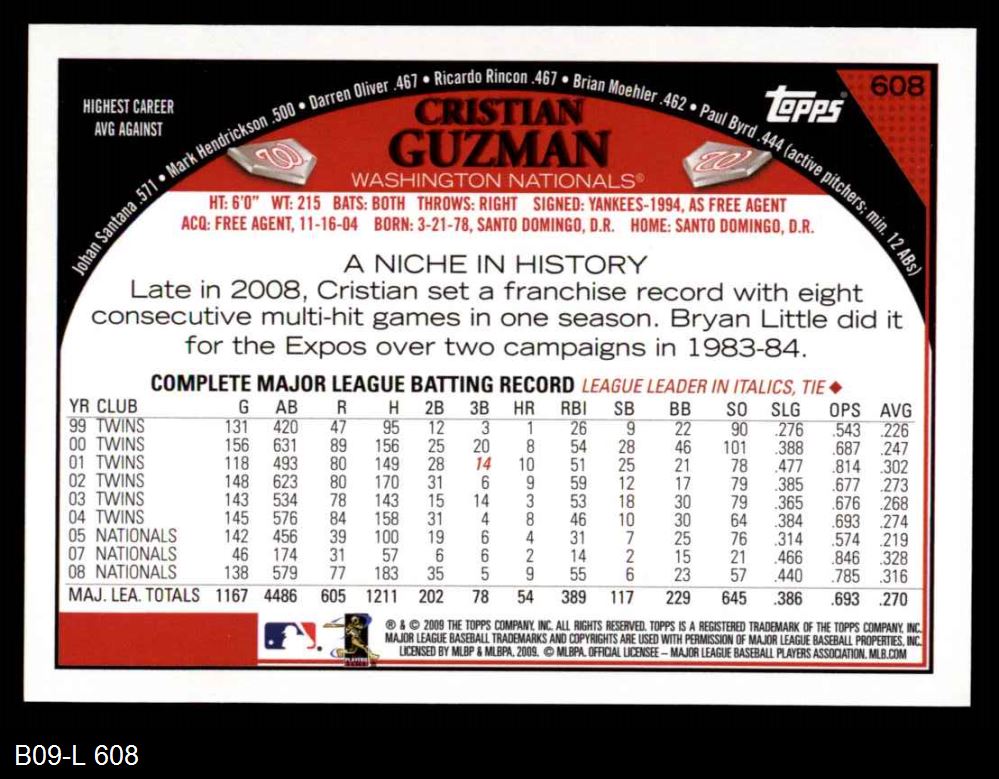 608
topps
HIGHEST CAREER
AVG AGAINST
Johan Santana .571 • Mark Hendrickson .500 • Darren Oliver .467 • Ricardo Rincon .467 • Brian Moehler .462 • Paul Byrd .444 (active pitchers; min. 12 ABs)
CRISTIAN
GUZMAN
WASHINGTON NATIONALS®
HT: 6'0" WT: 215 BATS: BOTH THROWS: RIGHT SIGNED: YANKEES-1994, AS FREE AGENT
ACQ: FREE AGENT, 11-16-04 BORN: 3-21-78, SANTO DOMINGO, D.R. HOME: SANTO DOMINGO, D.R.
A NICHE IN HISTORY
Late in 2008, Cristian set a franchise record with eight
consecutive multi-hit games in one season. Bryan Little did it
for the Expos over two campaigns in 1983-84.
COMPLETE MAJOR LEAGUE BATTING RECORD LEAGUE LEADER IN ITALICS, TIE ♦
YR CLUB G AB R H 2B 3B HR RBI SB BB SO SLG OPS AVG
99 TWINS 131 420 47 95 12 3 1 26 9 22 90 .276 .543 .226
00 TWINS 156 631 89 156 25 20 8 54 28 46 101 .388 .687 .247
01 TWINS 118 493 80 149 28 14 10 51 25 21 78 .477 .814 .302
02 TWINS 148 623 80 170 31 6 9 59 12 17 79 .385 .677 .273
03 TWINS 143 534 78 143 15 14 3 53 18 30 79 .365 .676 .268
04 TWINS 145 576 84 158 31 4 8 46 10 30 64 .384 .693 .274
05 NATIONALS 142 456 39 100 19 6 4 31 7 25 76 .314 .574 .219
07 NATIONALS 46 174 31 57 6 6 2 14 2 15 21 .466 .846 .328
08 NATIONALS 138 579 77 183 35 5 9 55 6 23 57 .440 .785 .316
MAJ. LEA. TOTALS 1167 4486 605 1211 202 78 54 389 117 229 645 .386 .693 .270
® & © 2009 THE TOPPS COMPANY, INC. ALL RIGHTS RESERVED. TOPPS IS A REGISTERED TRADEMARK OF THE TOPPS COMPANY, INC.
MAJOR LEAGUE BASEBALL TRADEMARKS AND COPYRIGHTS ARE USED WITH PERMISSION OF MAJOR LEAGUE BASEBALL PROPERTIES, INC.
LICENSED BY MLBP & MLBPA, 2009. © MLBPA. OFFICIAL LICENSEE – MAJOR LEAGUE BASEBALL PLAYERS ASSOCIATION. MLB.COM
B09-L 608